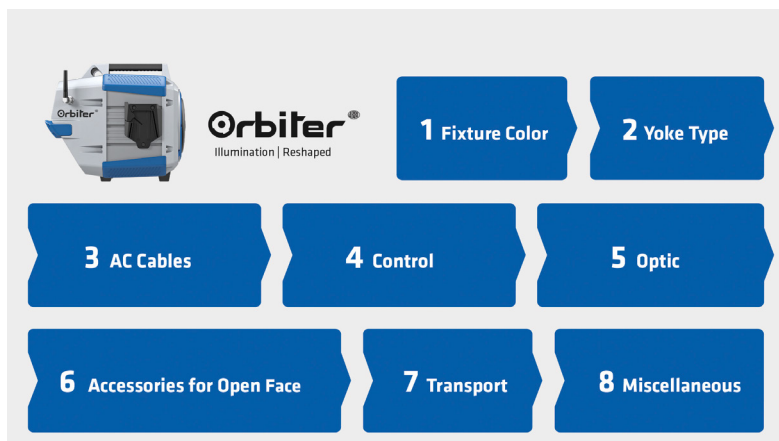 Orbiter®
Orbiter®
Illumination | Reshaped
1 Fixture Color
2 Yoke Type
3 AC Cables
4 Control
5 Optic
6 Accessories for Open Face
7 Transport
8 Miscellaneous